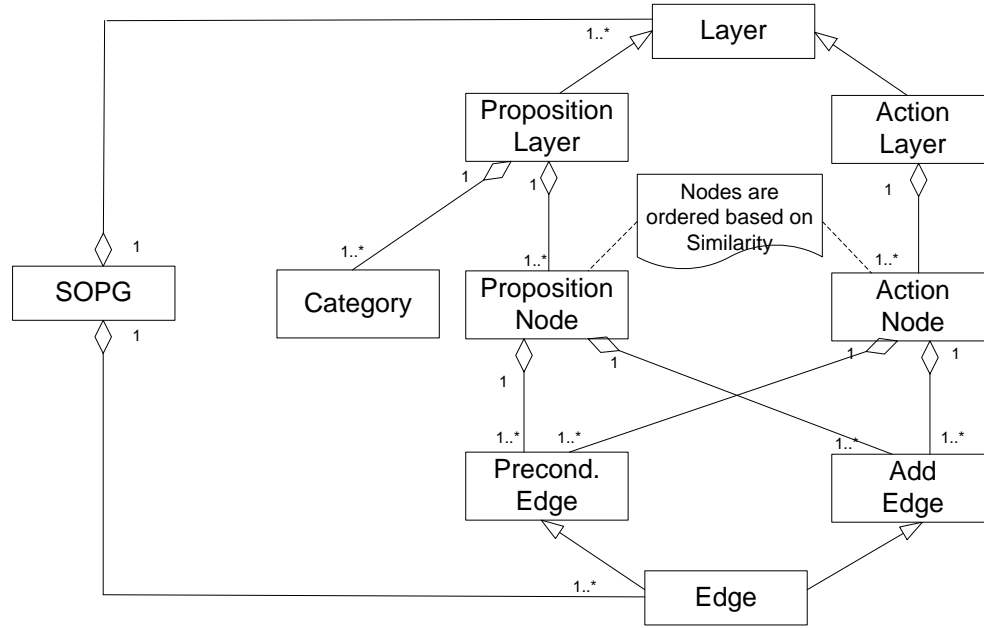 Layer
1..*
Proposition
Layer
Action
Layer
1
1
1
Nodes are
ordered based on
Similarity
1
1..*
1..*
1..*
SOPG
Category
Proposition
Node
Action
Node
1
1
1
1
1
1..*
1..*
1..*
1..*
Precond.
Edge
Add
Edge
1..*
Edge